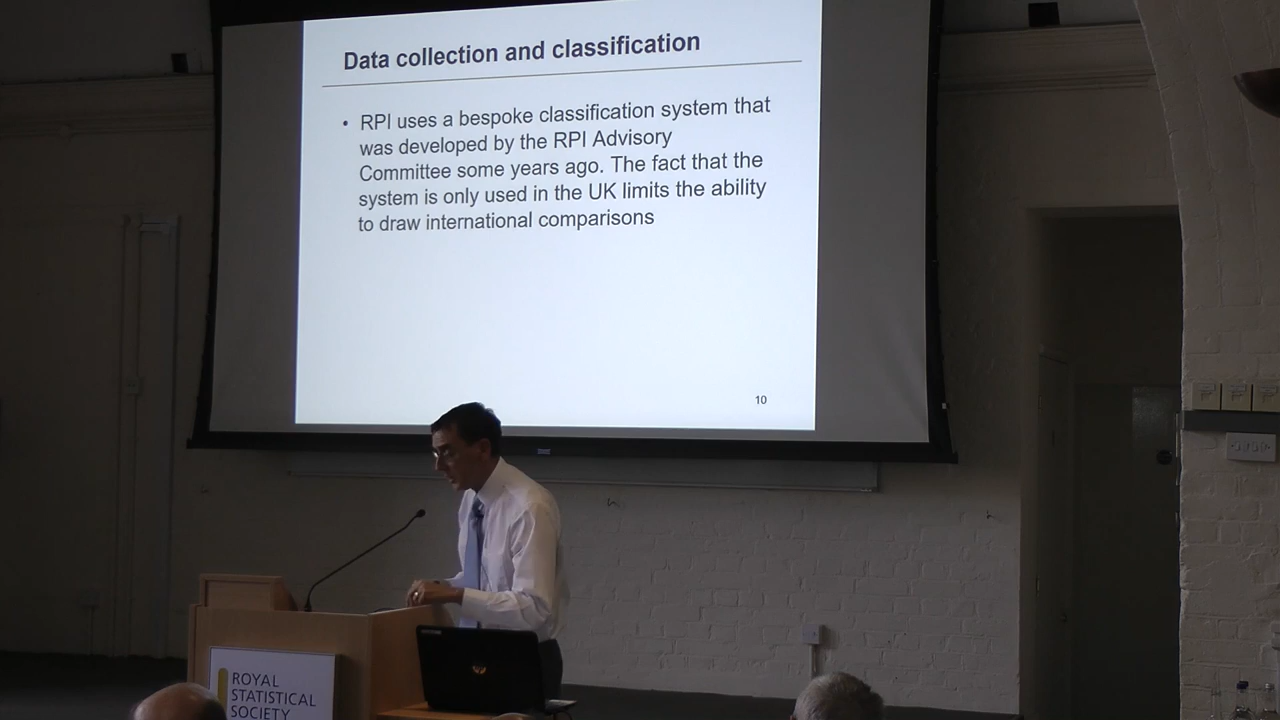 Data collection and classification
• RPI uses a bespoke classification system that
was developed by the RPI Advisory
Committee some years ago. The fact that the
system is only used in the UK limits the ability
to draw international comparisons
10
ROYAL
STATISTICAL
SOCIETY